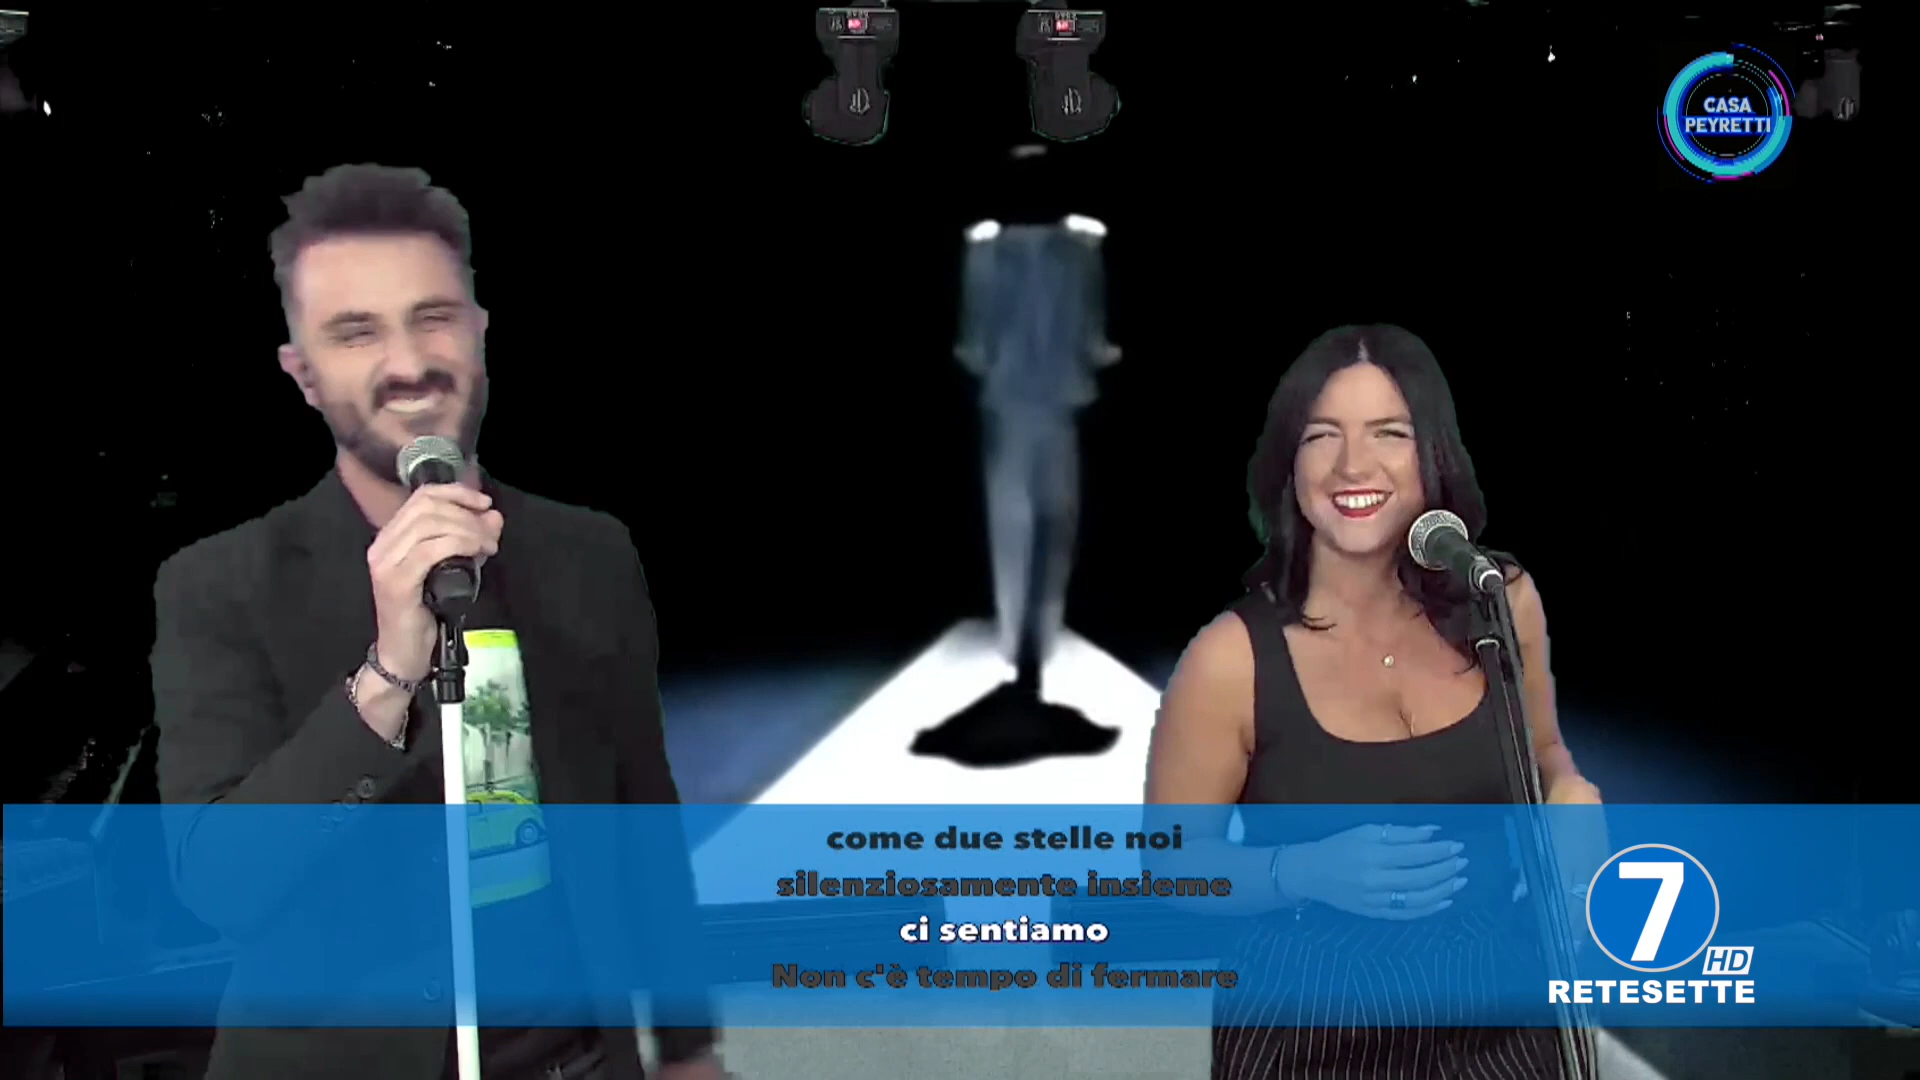 CASA
PEYRETTI
come due stelle noi
silenziosamente insieme
ci sentiamo
Non c'è tempo di fermare
7
HD
RETESETTE